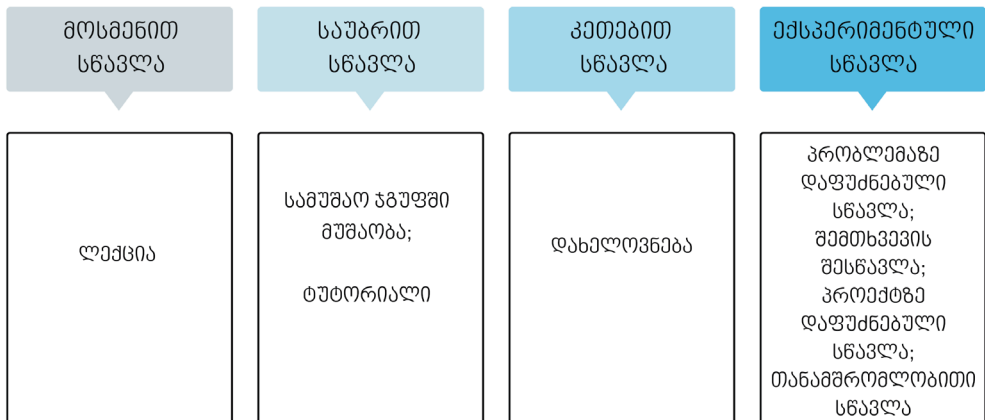 მოსმენით
სწავლა
საუბრით
სწავლა
კეთებით
სწავლა
ექსპერიმენტული
სწავლა
ლექცია
სამუშაო ჯგუფში
მუშაობა;
ტუტორიალი
დახელოვნება
პრობლემაზე
დაფუძნებული
სწავლა;
შემთხვევის
შესწავლა;
პროექტზე
დაფუძნებული
სწავლა;
თანამშრომლობითი
სწავლა